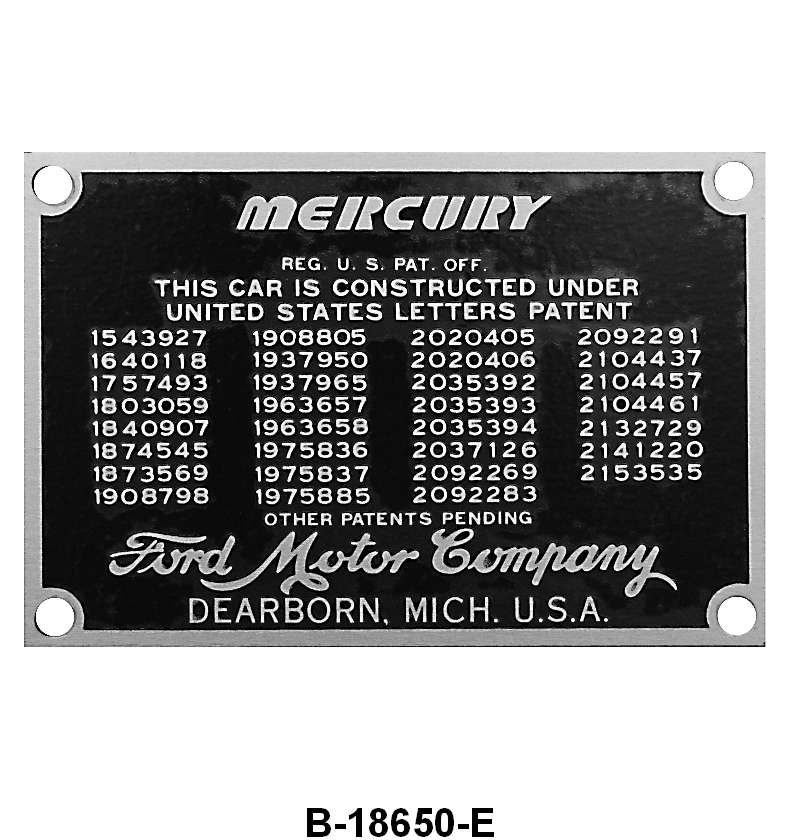 MERCURY
REG. U. S. PAT. OFF.
THIS CAR IS CONSTRUCTED UNDER
UNITED STATES LETTERS PATENT
1543927 1908805 2020405 2092291
1640118 1937950 2020406 2104437
1757493 1937965 2035392 2104457
1803059 1963657 2035393 2104461
1840907 1963658 2035394 2132729
1874545 1975836 2037126 2141220
1873569 1975837 2092269 2153535
1908798 1975885 2092283
OTHER PATENTS PENDING
Ford Motor Company
DEARBORN, MICH. U.S.A.
B-18650-E